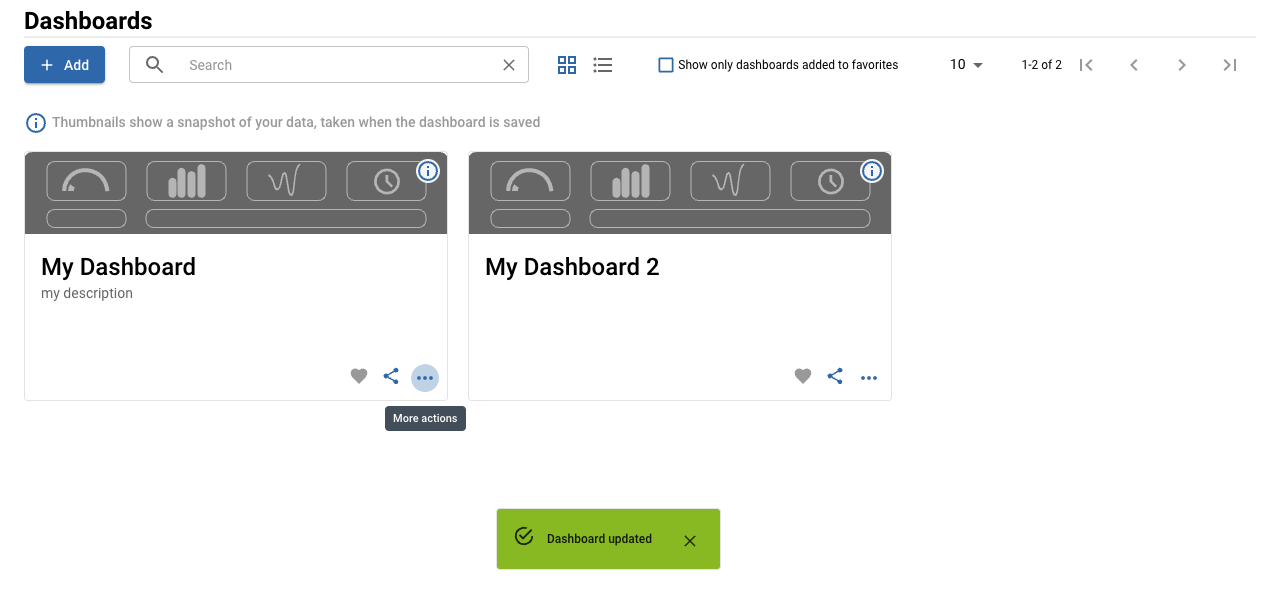 Dashboards
Add
Search
Show only dashboards added to favorites
10
1-2 of 2
Thumbnails show a snapshot of your data, taken when the dashboard is saved
My Dashboard
my description
My Dashboard 2
More actions
Dashboard updated